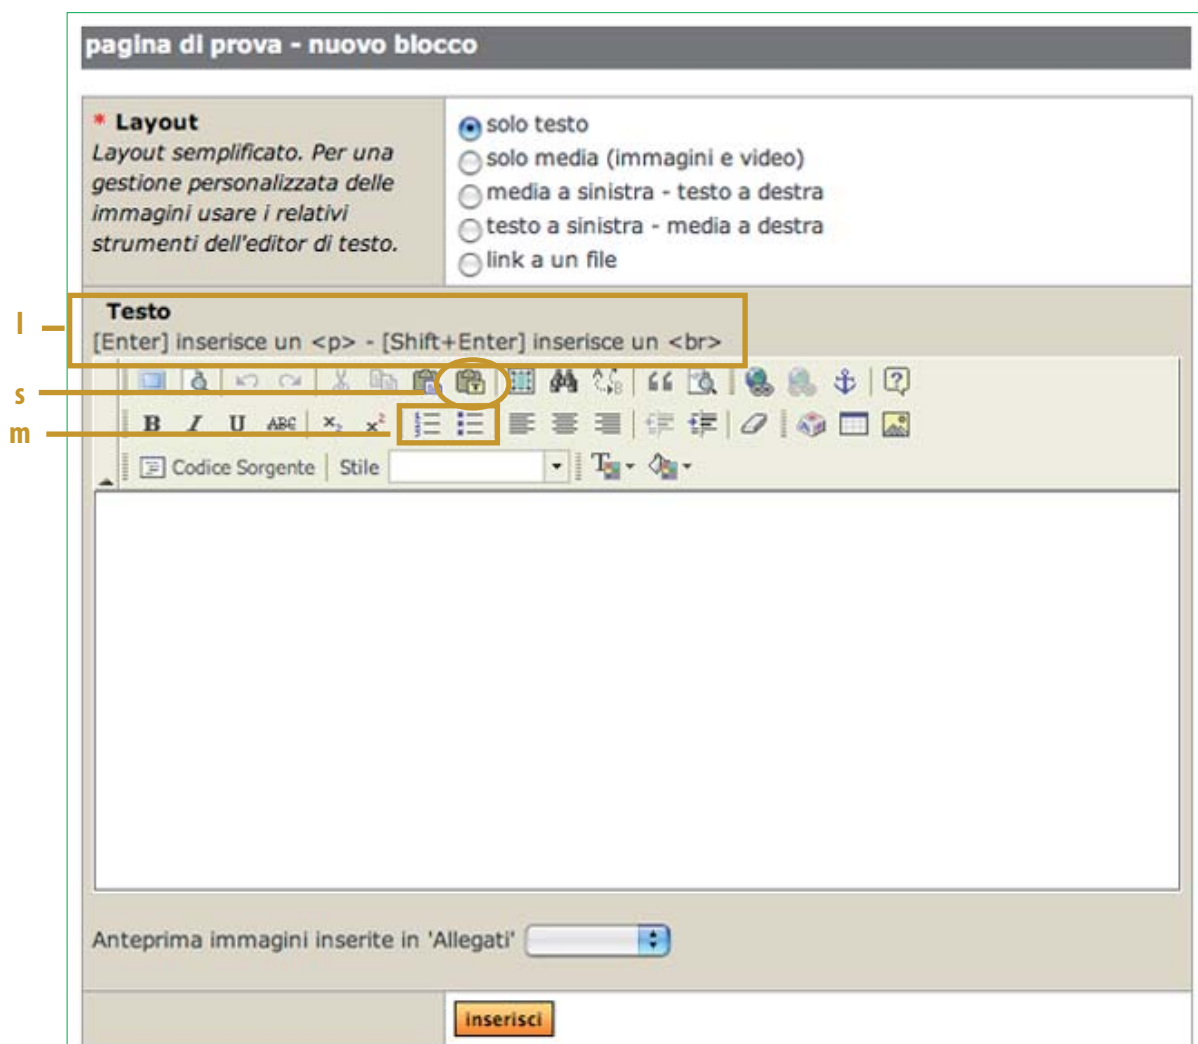 pagina di prova - nuovo blocco
* Layout
Layout semplificato. Per una
gestione personalizzata delle
immagini usare i relativi
strumenti dell'editor di testo.
solo testo
solo media (immagini e video)
media a sinistra - testo a destra
testo a sinistra - media a destra
link a un file
l
Testo
[Enter] inserisce un <p> - [Shift+Enter] inserisce un <br>
s
m
B I U ABC x₂ x²
Codice Sorgente Stile
Anteprima immagini inserite in 'Allegati'
inserisci